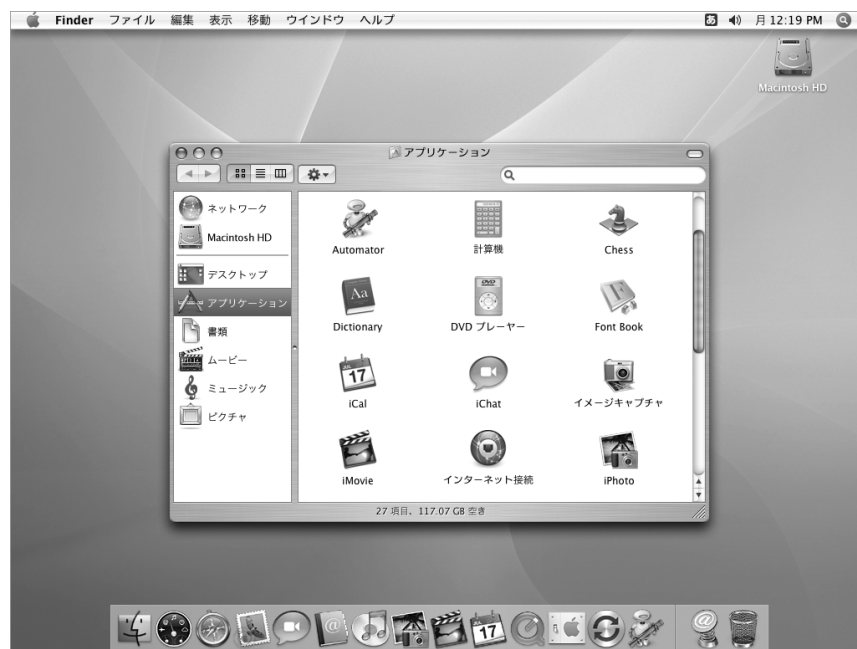 Finder ファイル 編集 表示 移動 ウインドウ ヘルプ あ 月 12:19 PM
Macintosh HD
アプリケーション
ネットワーク
Macintosh HD
デスクトップ
アプリケーション
書類
ムービー
ミュージック
ピクチャ
Automator 計算機 Chess
Aa DVD
Dictionary DVD プレーヤー Font Book
17
iCal iChat イメージキャプチャ
iMovie インターネット接続 iPhoto
27 項目、117.07 GB 空き
@ 17 @